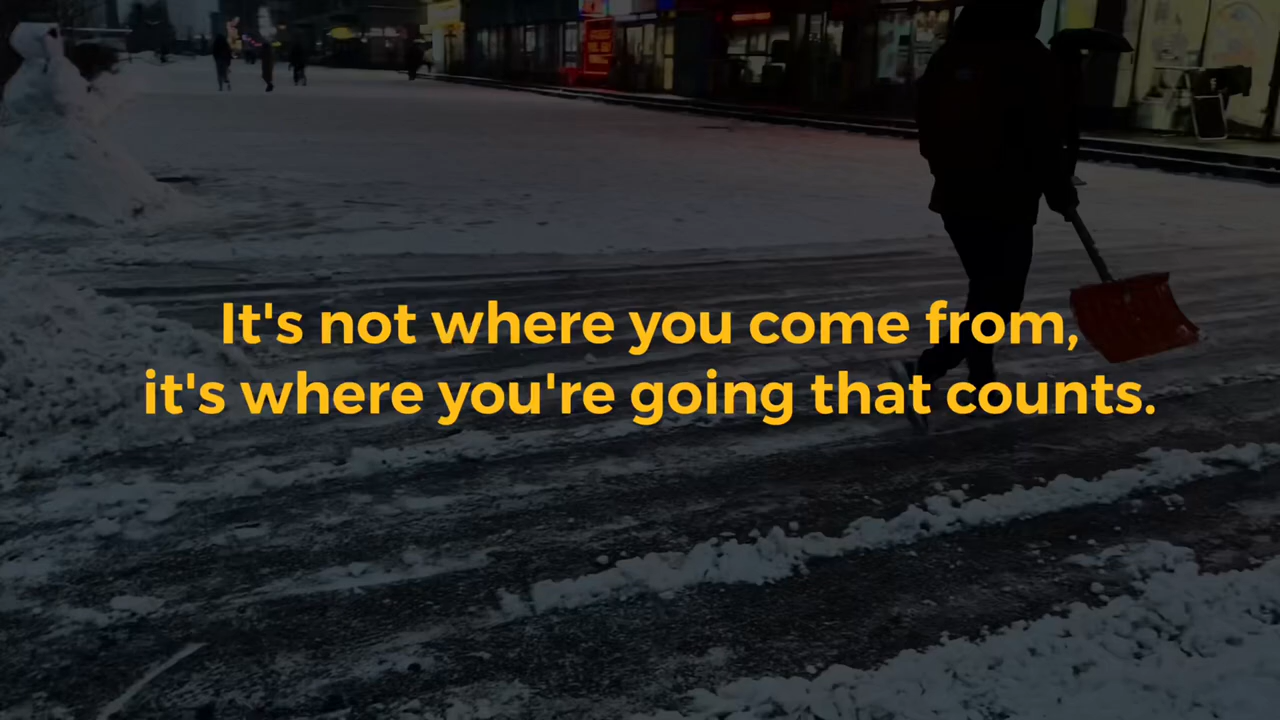 It's not where you come from,
it's where you're going that counts.